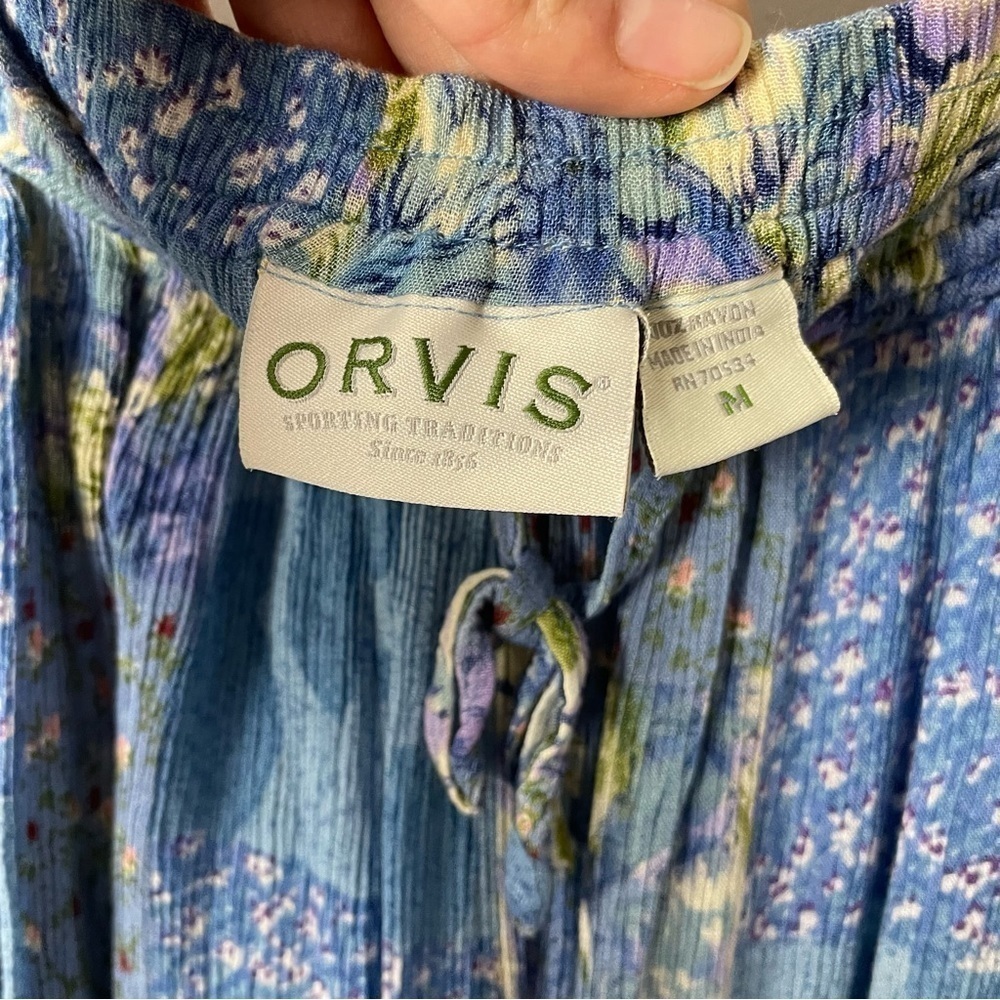 ORVIS®
SPORTING TRADITIONS
Since 1856
100% RAYON
MADE IN INDIA
RN 70534
M